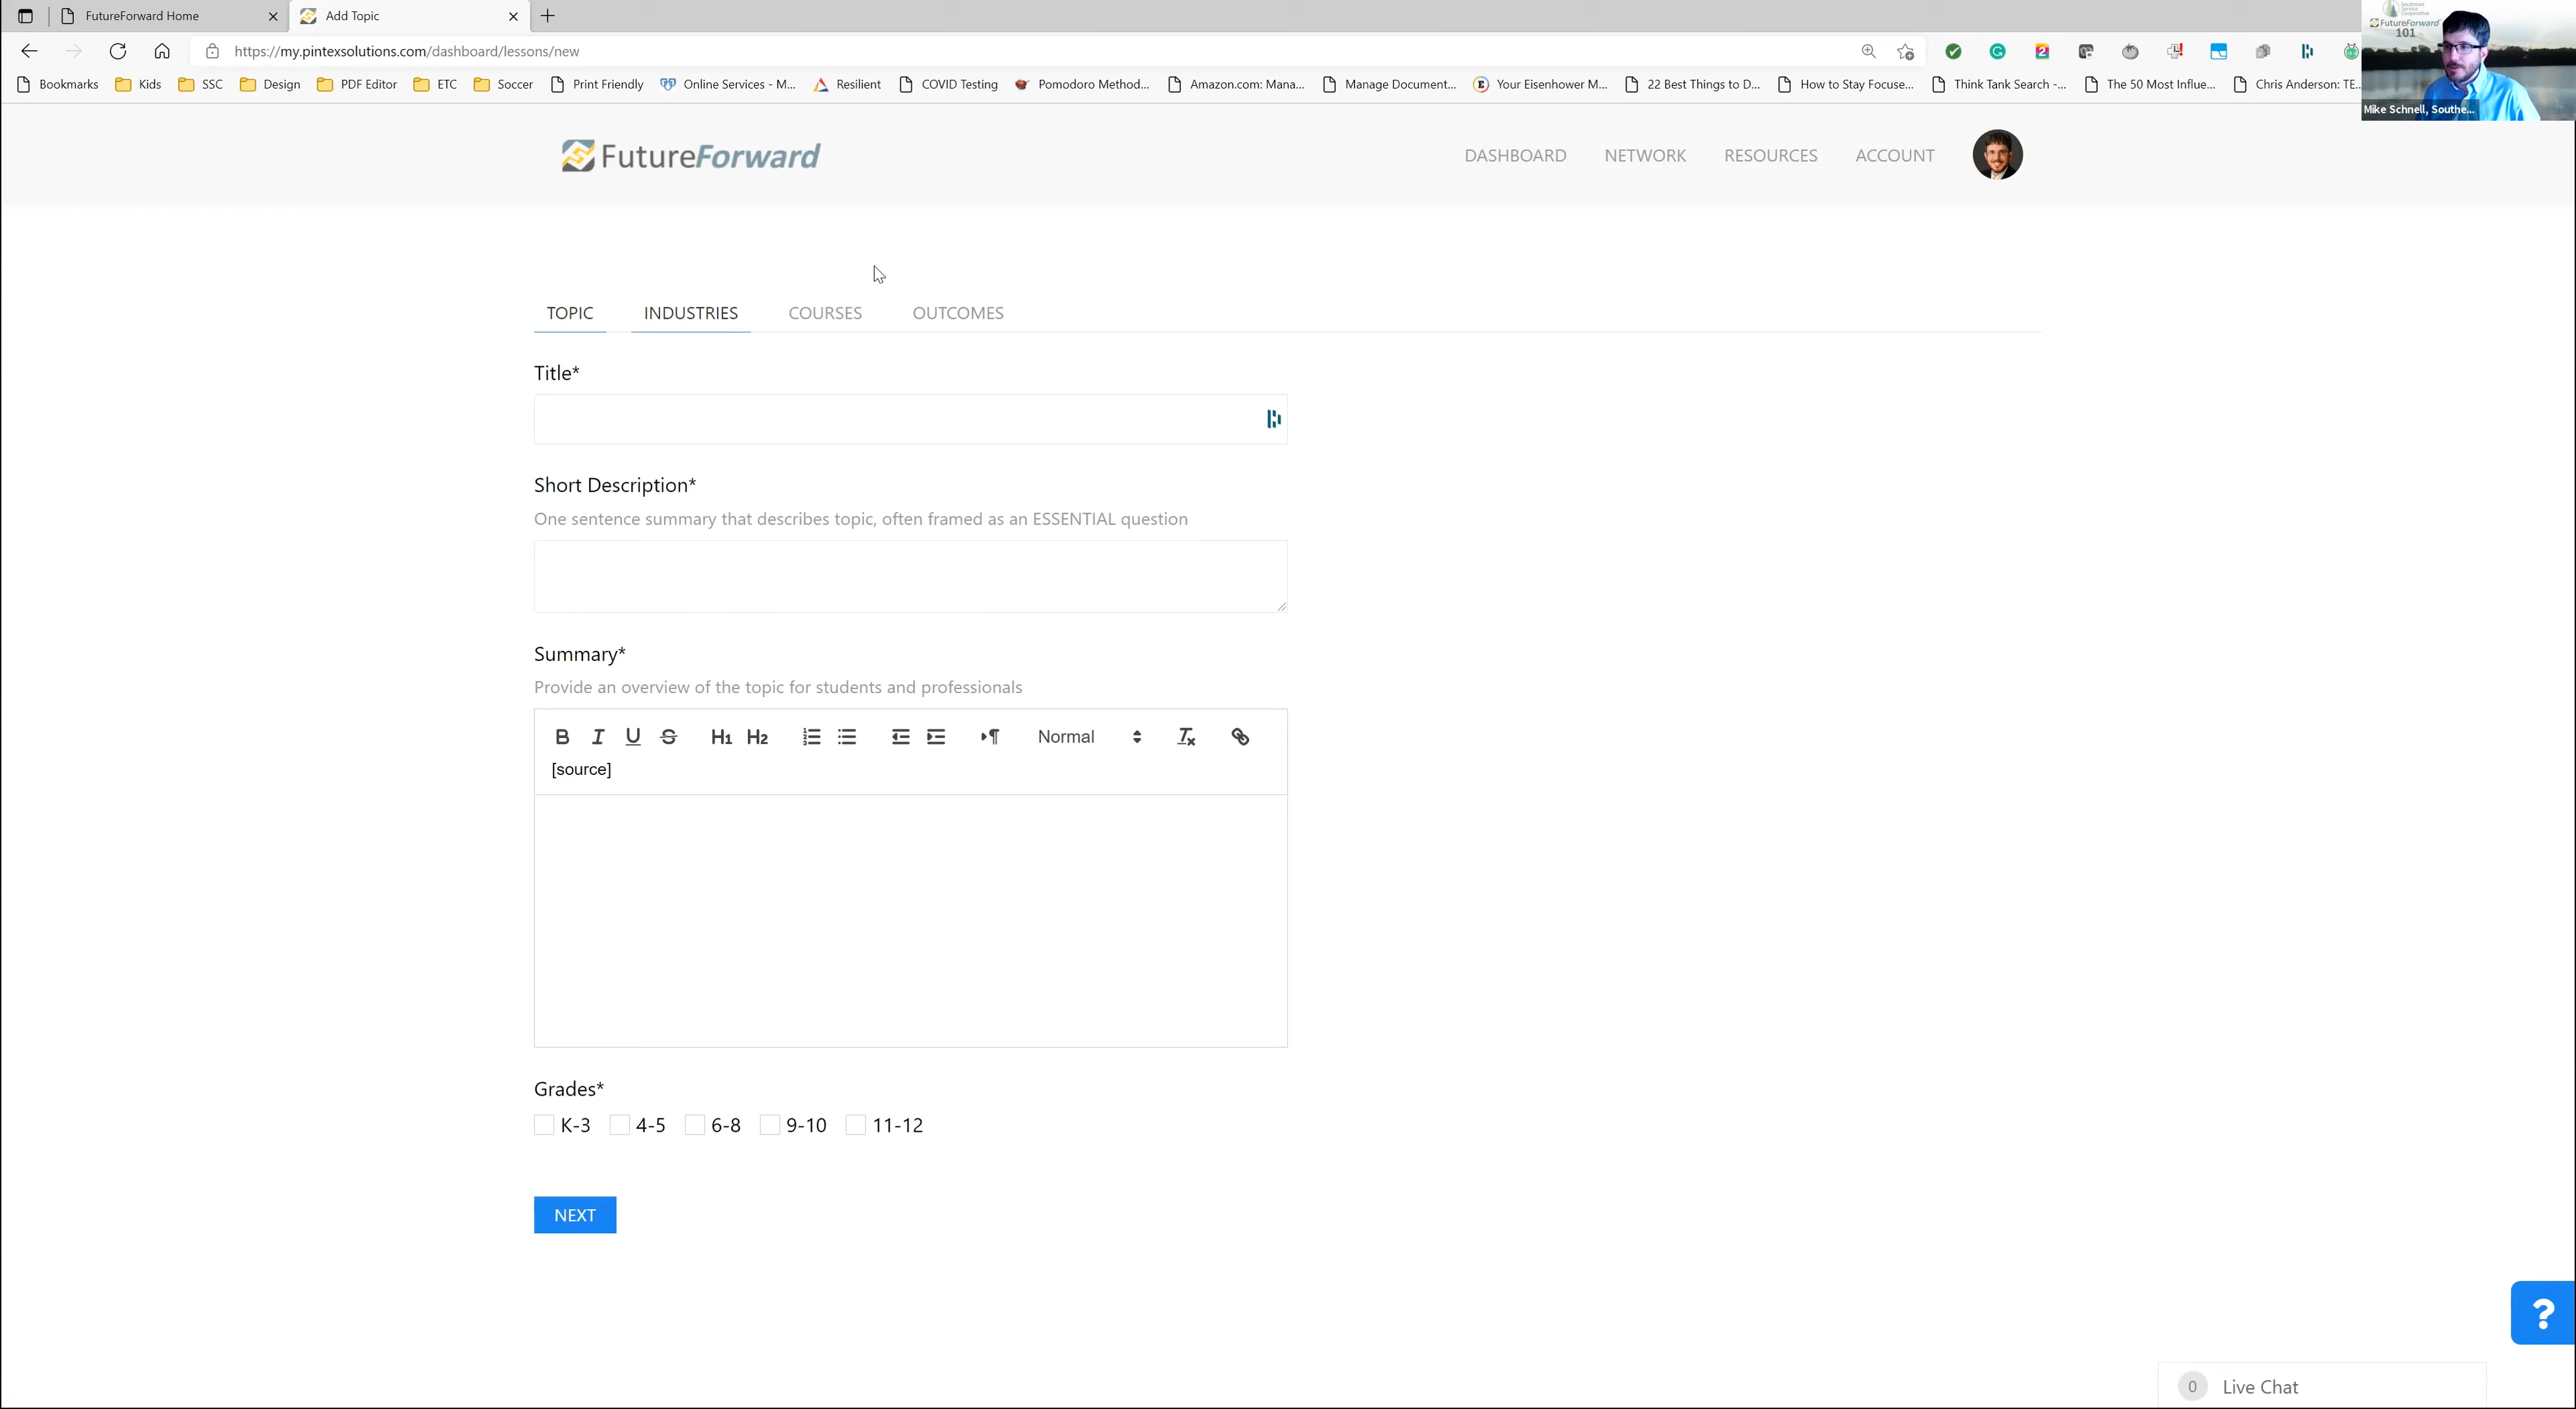 FutureForward Home
Add Topic
https://my.pintexsolutions.com/dashboard/lessons/new
Bookmarks Kids SSC Design PDF Editor ETC Soccer Print Friendly Online Services - M... Resilient COVID Testing Pomodoro Method... Amazon.com: Mana... Manage Document... Your Eisenhower M... 22 Best Things to D... How to Stay Focuse... Think Tank Search -... The 50 Most Influe... Chris Anderson: TE...
Southeast
Service
Cooperative
FutureForward
101
Mike Schnell, Southe...
FutureForward
DASHBOARD NETWORK RESOURCES ACCOUNT
TOPIC INDUSTRIES COURSES OUTCOMES
Title*
Short Description*
One sentence summary that describes topic, often framed as an ESSENTIAL question
Summary*
Provide an overview of the topic for students and professionals
B I U S H1 H2 Normal
[source]
Grades*
K-3 4-5 6-8 9-10 11-12
NEXT
?
0 Live Chat